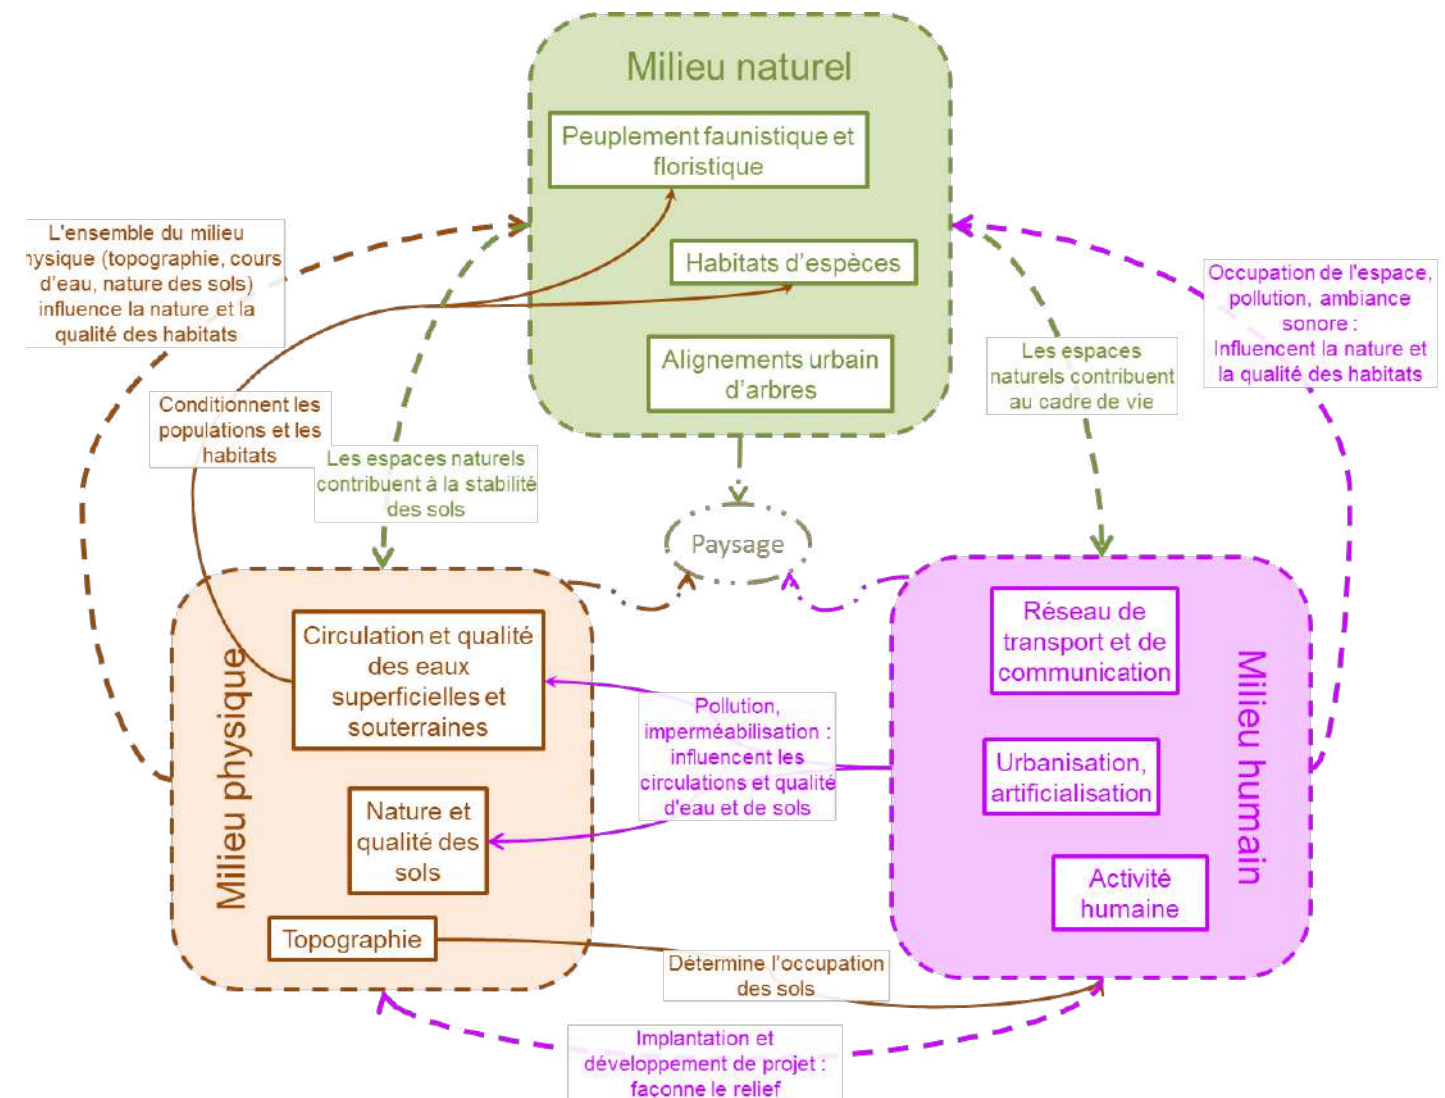 Milieu naturel
Peuplement faunistique et
floristique
Habitats d'espèces
Alignements urbain
d'arbres
L'ensemble du milieu
hysique (topographie, cours
d'eau, nature des sols)
influence la nature et la
qualité des habitats
Conditionnent les
populations et les
habitats
Les espaces naturels
contribuent à la stabilité
des sols
Les espaces
naturels contribuent
au cadre de vie
Occupation de l'espace,
pollution, ambiance
sonore :
Influencent la nature et
la qualité des habitats
Paysage
Milieu physique
Circulation et qualité
des eaux
superficielles et
souterraines
Nature et
qualité des
sols
Topographie
Pollution,
imperméabilisation :
influencent les
circulations et qualité
d'eau et de sols
Milieu humain
Réseau de
transport et de
communication
Urbanisation,
artificialisation
Activité
humaine
Détermine l'occupation
des sols
Implantation et
développement de projet :
façonne le relief